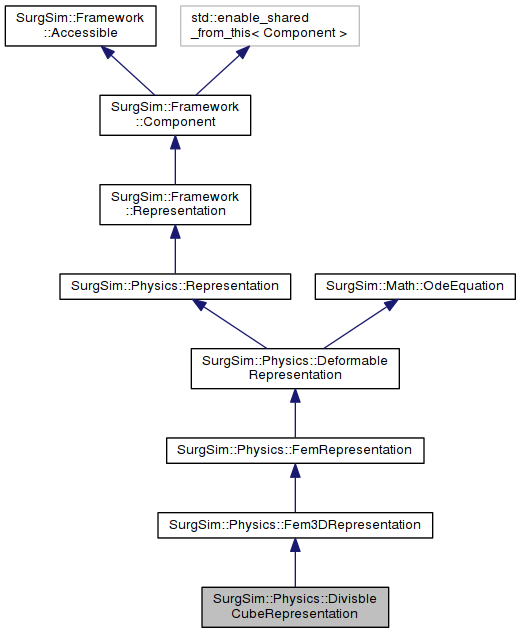 SurgSim::Framework
::Accessible
std::enable_shared
_from_this< Component >
SurgSim::Framework
::Component
SurgSim::Framework
::Representation
SurgSim::Physics::Representation
SurgSim::Math::OdeEquation
SurgSim::Physics::Deformable
Representation
SurgSim::Physics::FemRepresentation
SurgSim::Physics::Fem3DRepresentation
SurgSim::Physics::Divisble
CubeRepresentation